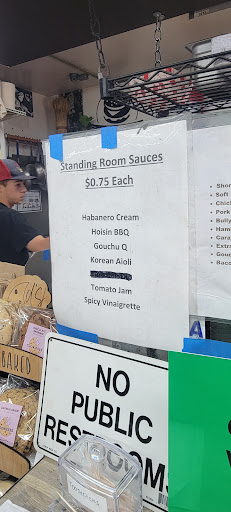 Standing Room Sauces
$0.75 Each
Habanero Cream
Hoisin BBQ
Gouchu Q
Korean Aioli
Tomato Jam
Spicy Vinaigrette
NO
PUBLIC
RESTROOMS
BAKED